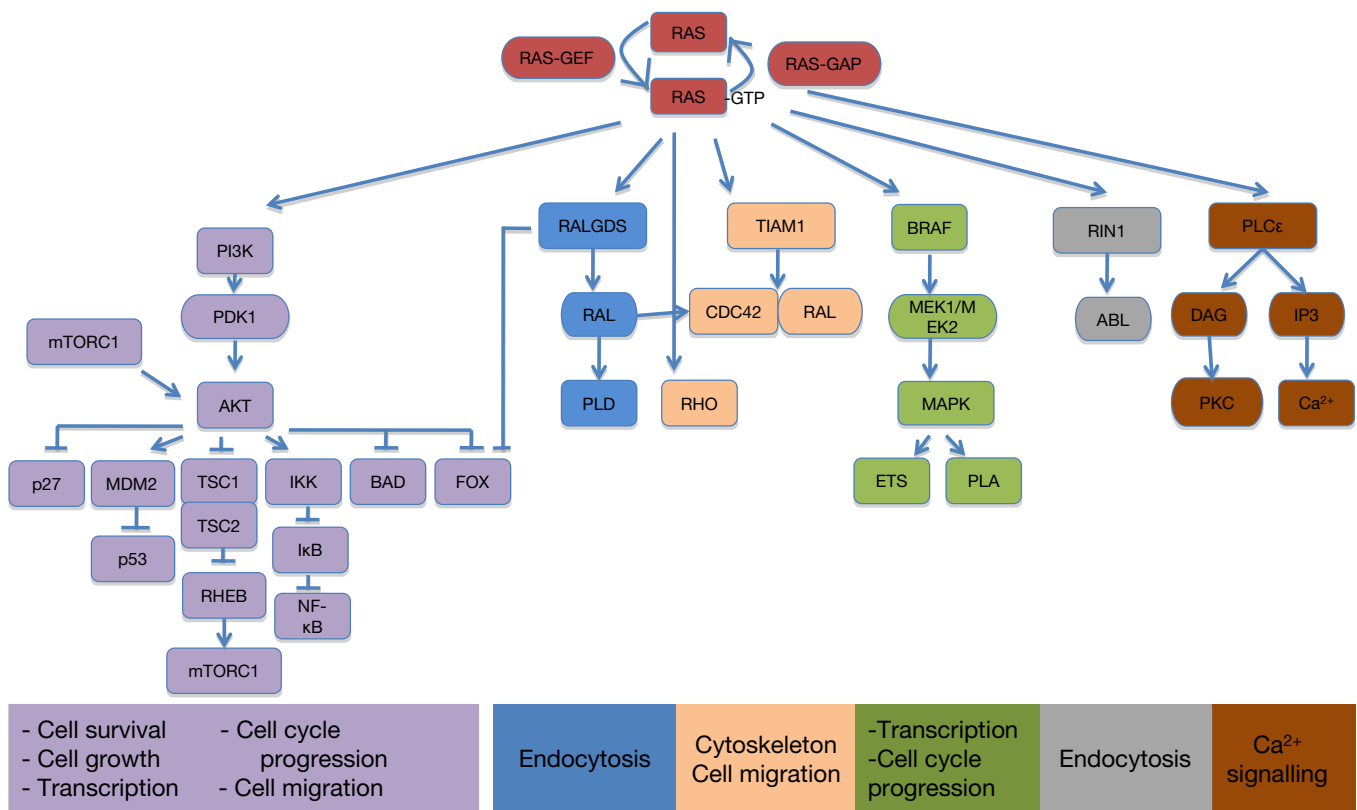 RAS
RAS-GEF
RAS-GAP
RAS
-GTP
PI3K
RALGDS
TIAM1
BRAF
RIN1
PLCε
PDK1
mTORC1
RAL
CDC42
RAL
MEK1/M
EK2
ABL
DAG
IP3
AKT
PLD
RHO
MAPK
PKC
Ca²⁺
p27
MDM2
TSC1
IKK
BAD
FOX
ETS
PLA
TSC2
p53
IκB
RHEB
NF-
κB
mTORC1
- Cell survival
- Cell growth
- Transcription
- Cell cycle
progression
- Cell migration
Endocytosis
Cytoskeleton
Cell migration
-Transcription
-Cell cycle
progression
Endocytosis
Ca²⁺
signalling